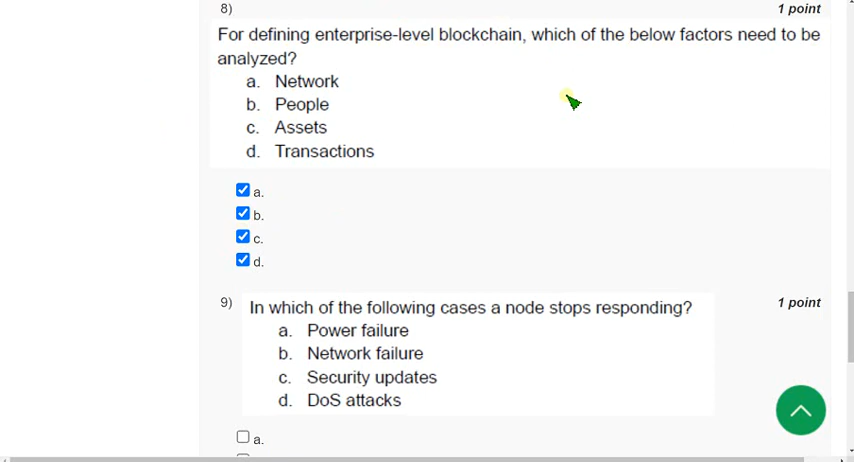 8)
1 point
For defining enterprise-level blockchain, which of the below factors need to be
analyzed?
a. Network
b. People
c. Assets
d. Transactions
a.
b.
c.
d.
9)
1 point
In which of the following cases a node stops responding?
a. Power failure
b. Network failure
c. Security updates
d. DoS attacks
a.